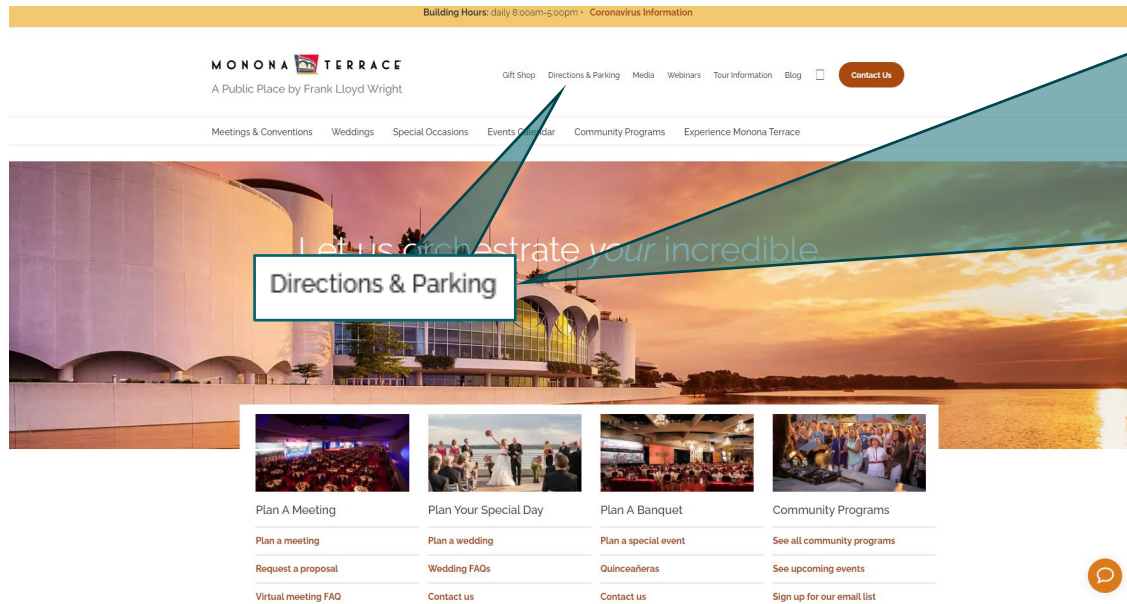 Building Hours: daily 8:00am–5:00pm • Coronavirus Information
MONONA TERRACE
A Public Place by Frank Lloyd Wright
Gift Shop Directions & Parking Media Webinars Tour Information Blog Contact Us
Meetings & Conventions Weddings Special Occasions Events Calendar Community Programs Experience Monona Terrace
Let us orchestrate your incredible.
Directions & Parking
Plan A Meeting Plan Your Special Day Plan A Banquet Community Programs
Plan a meeting Plan a wedding Plan a special event See all community programs
Request a proposal Wedding FAQs Quinceañeras See upcoming events
Virtual meeting FAQ Contact us Contact us Sign up for our email list